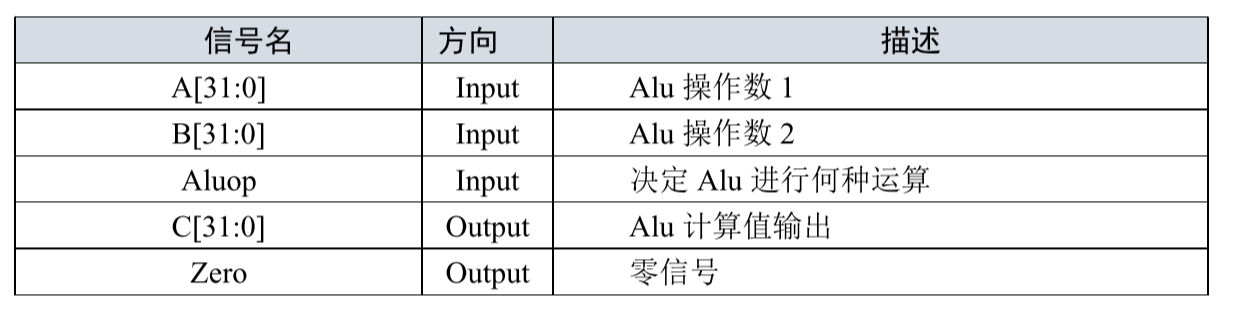 信号名 方向 描述
A[31:0] Input Alu 操作数 1
B[31:0] Input Alu 操作数 2
Aluop Input 决定 Alu 进行何种运算
C[31:0] Output Alu 计算值输出
Zero Output 零信号